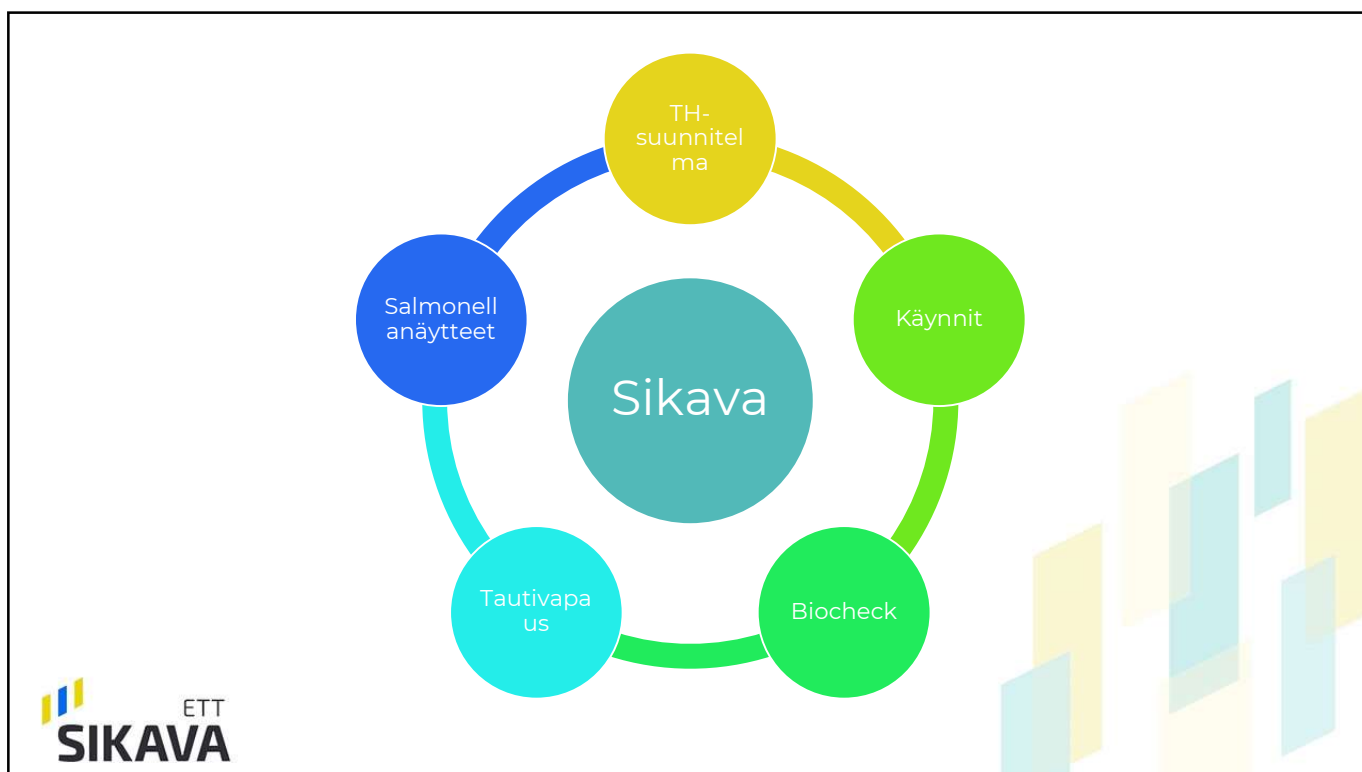 TH-
suunnitel
ma
Käynnit
Biocheck
Tautivapa
us
Salmonell
anäytteet
Sikava
ETT
SIKAVA